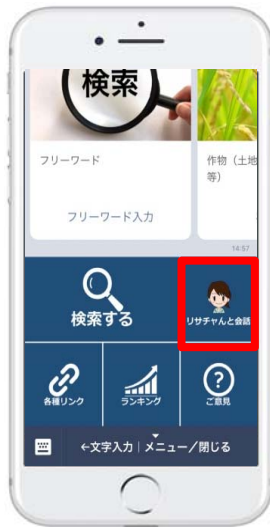 検索
フリーワード
作物（土地
等）
フリーワード入力
14:57
検索する
リサチャンと会話
各種リンク
ランキング
ご意見
←文字入力｜メニュー／閉じる